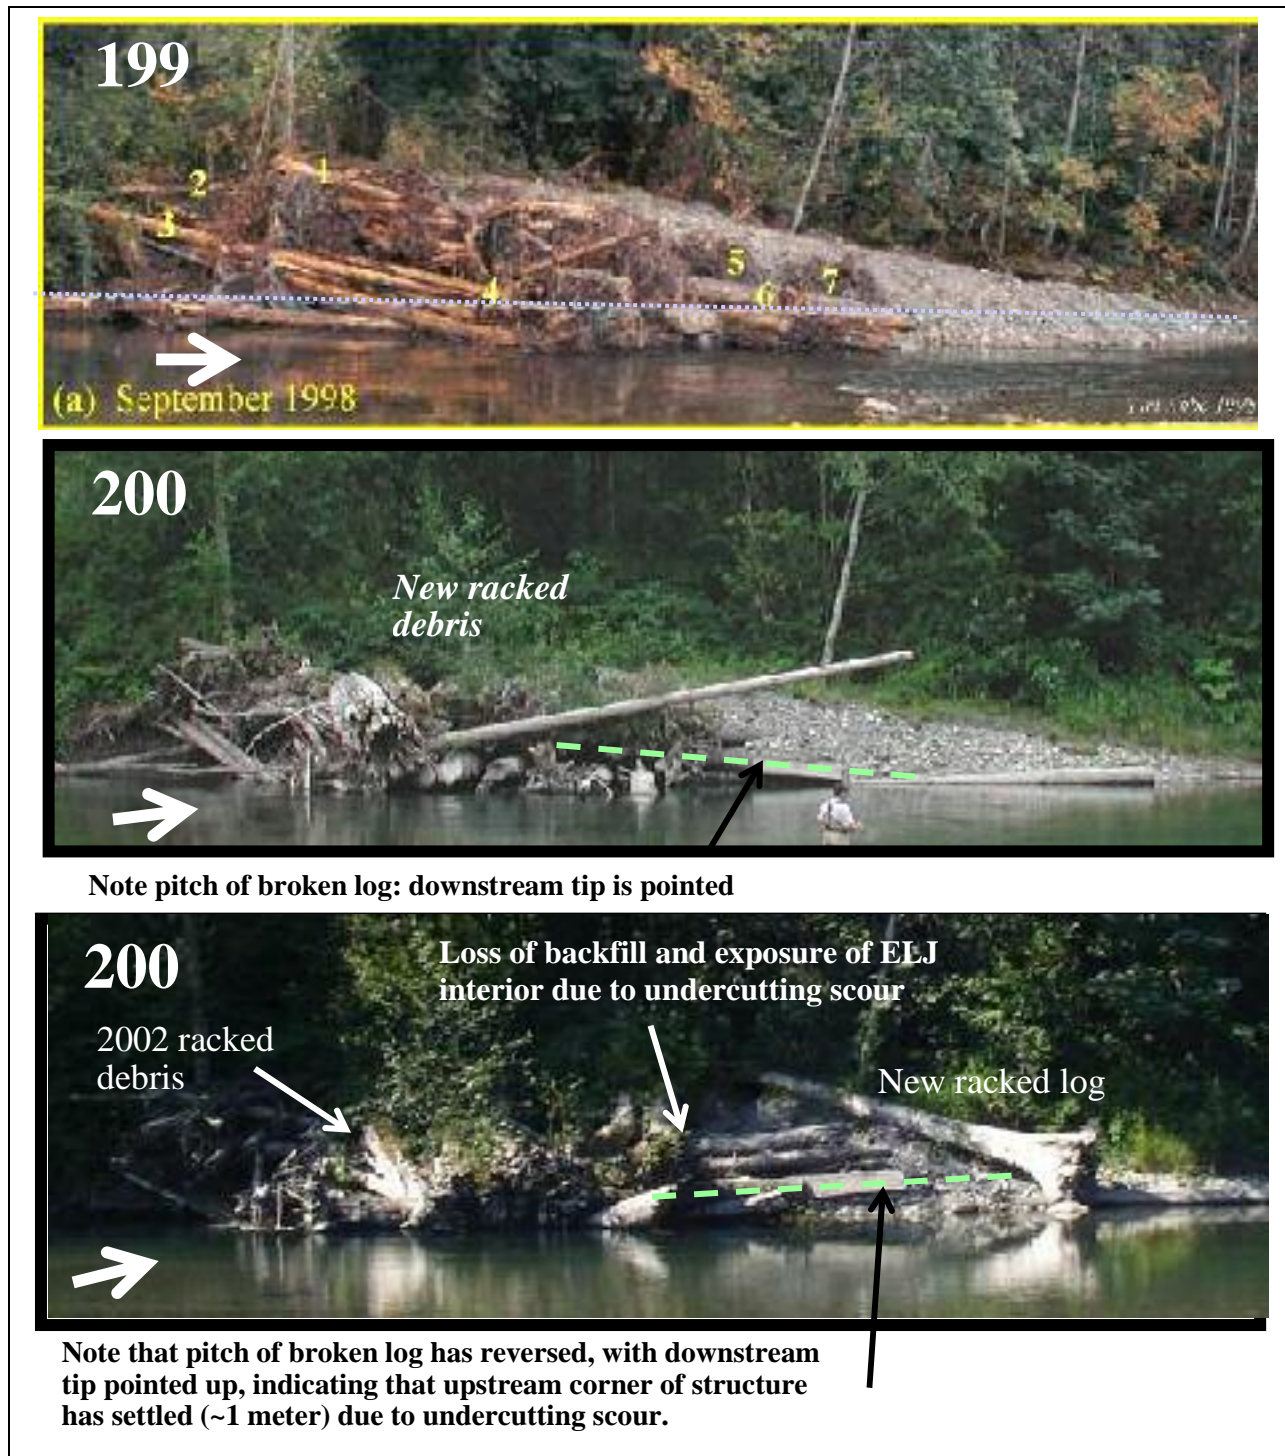 199
1
2
3
5
7
4
6
(a) September 1998
200
New racked
debris
Note pitch of broken log: downstream tip is pointed
200
Loss of backfill and exposure of ELJ
interior due to undercutting scour
2002 racked
debris
New racked log
Note that pitch of broken log has reversed, with downstream
tip pointed up, indicating that upstream corner of structure
has settled (~1 meter) due to undercutting scour.